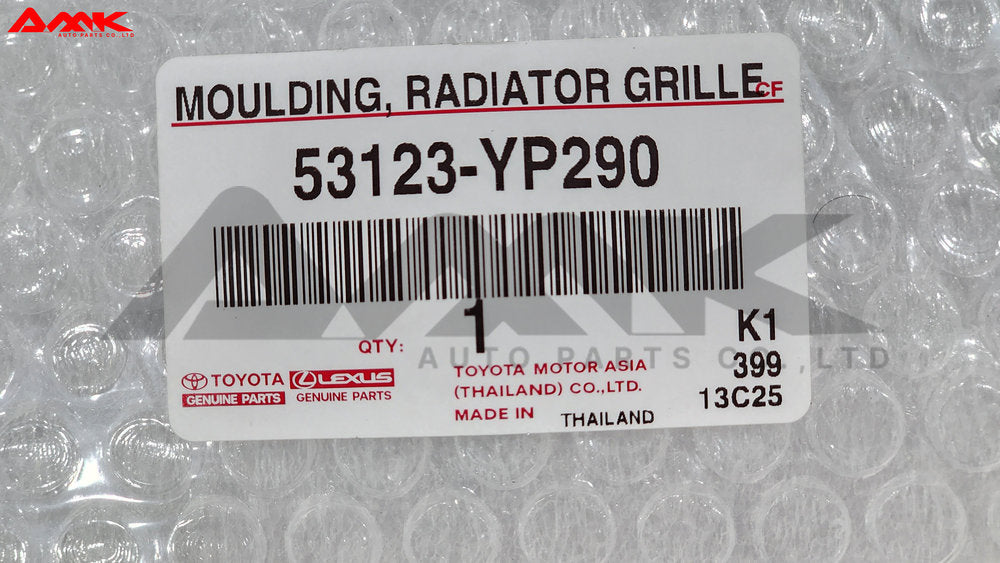 AMK
AUTO PARTS CO.,LTD
MOULDING, RADIATOR GRILLE
CF
53123-YP290
AMK
AUTO PARTS CO.,LTD
QTY: 1
K1
399
13C25
TOYOTA
GENUINE PARTS
LEXUS
GENUINE PARTS
TOYOTA MOTOR ASIA
(THAILAND) CO.,LTD.
MADE IN THAILAND